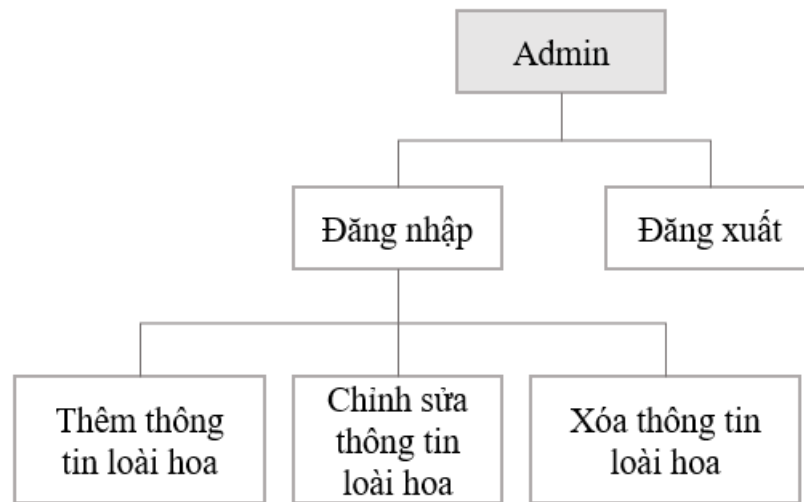 Admin
Đăng nhập
Đăng xuất
Thêm thông
tin loài hoa
Chỉnh sửa
thông tin
loài hoa
Xóa thông tin
loài hoa